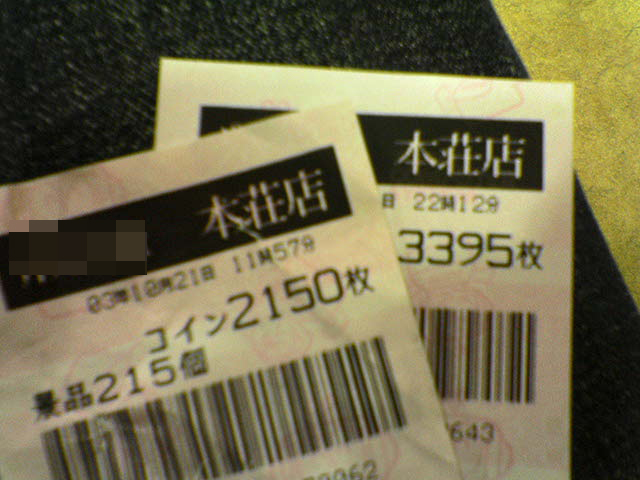 本荘店
03年10月21日 11時57分
コイン2150枚
景品215個
本荘店
日 22時12分
3395枚
643